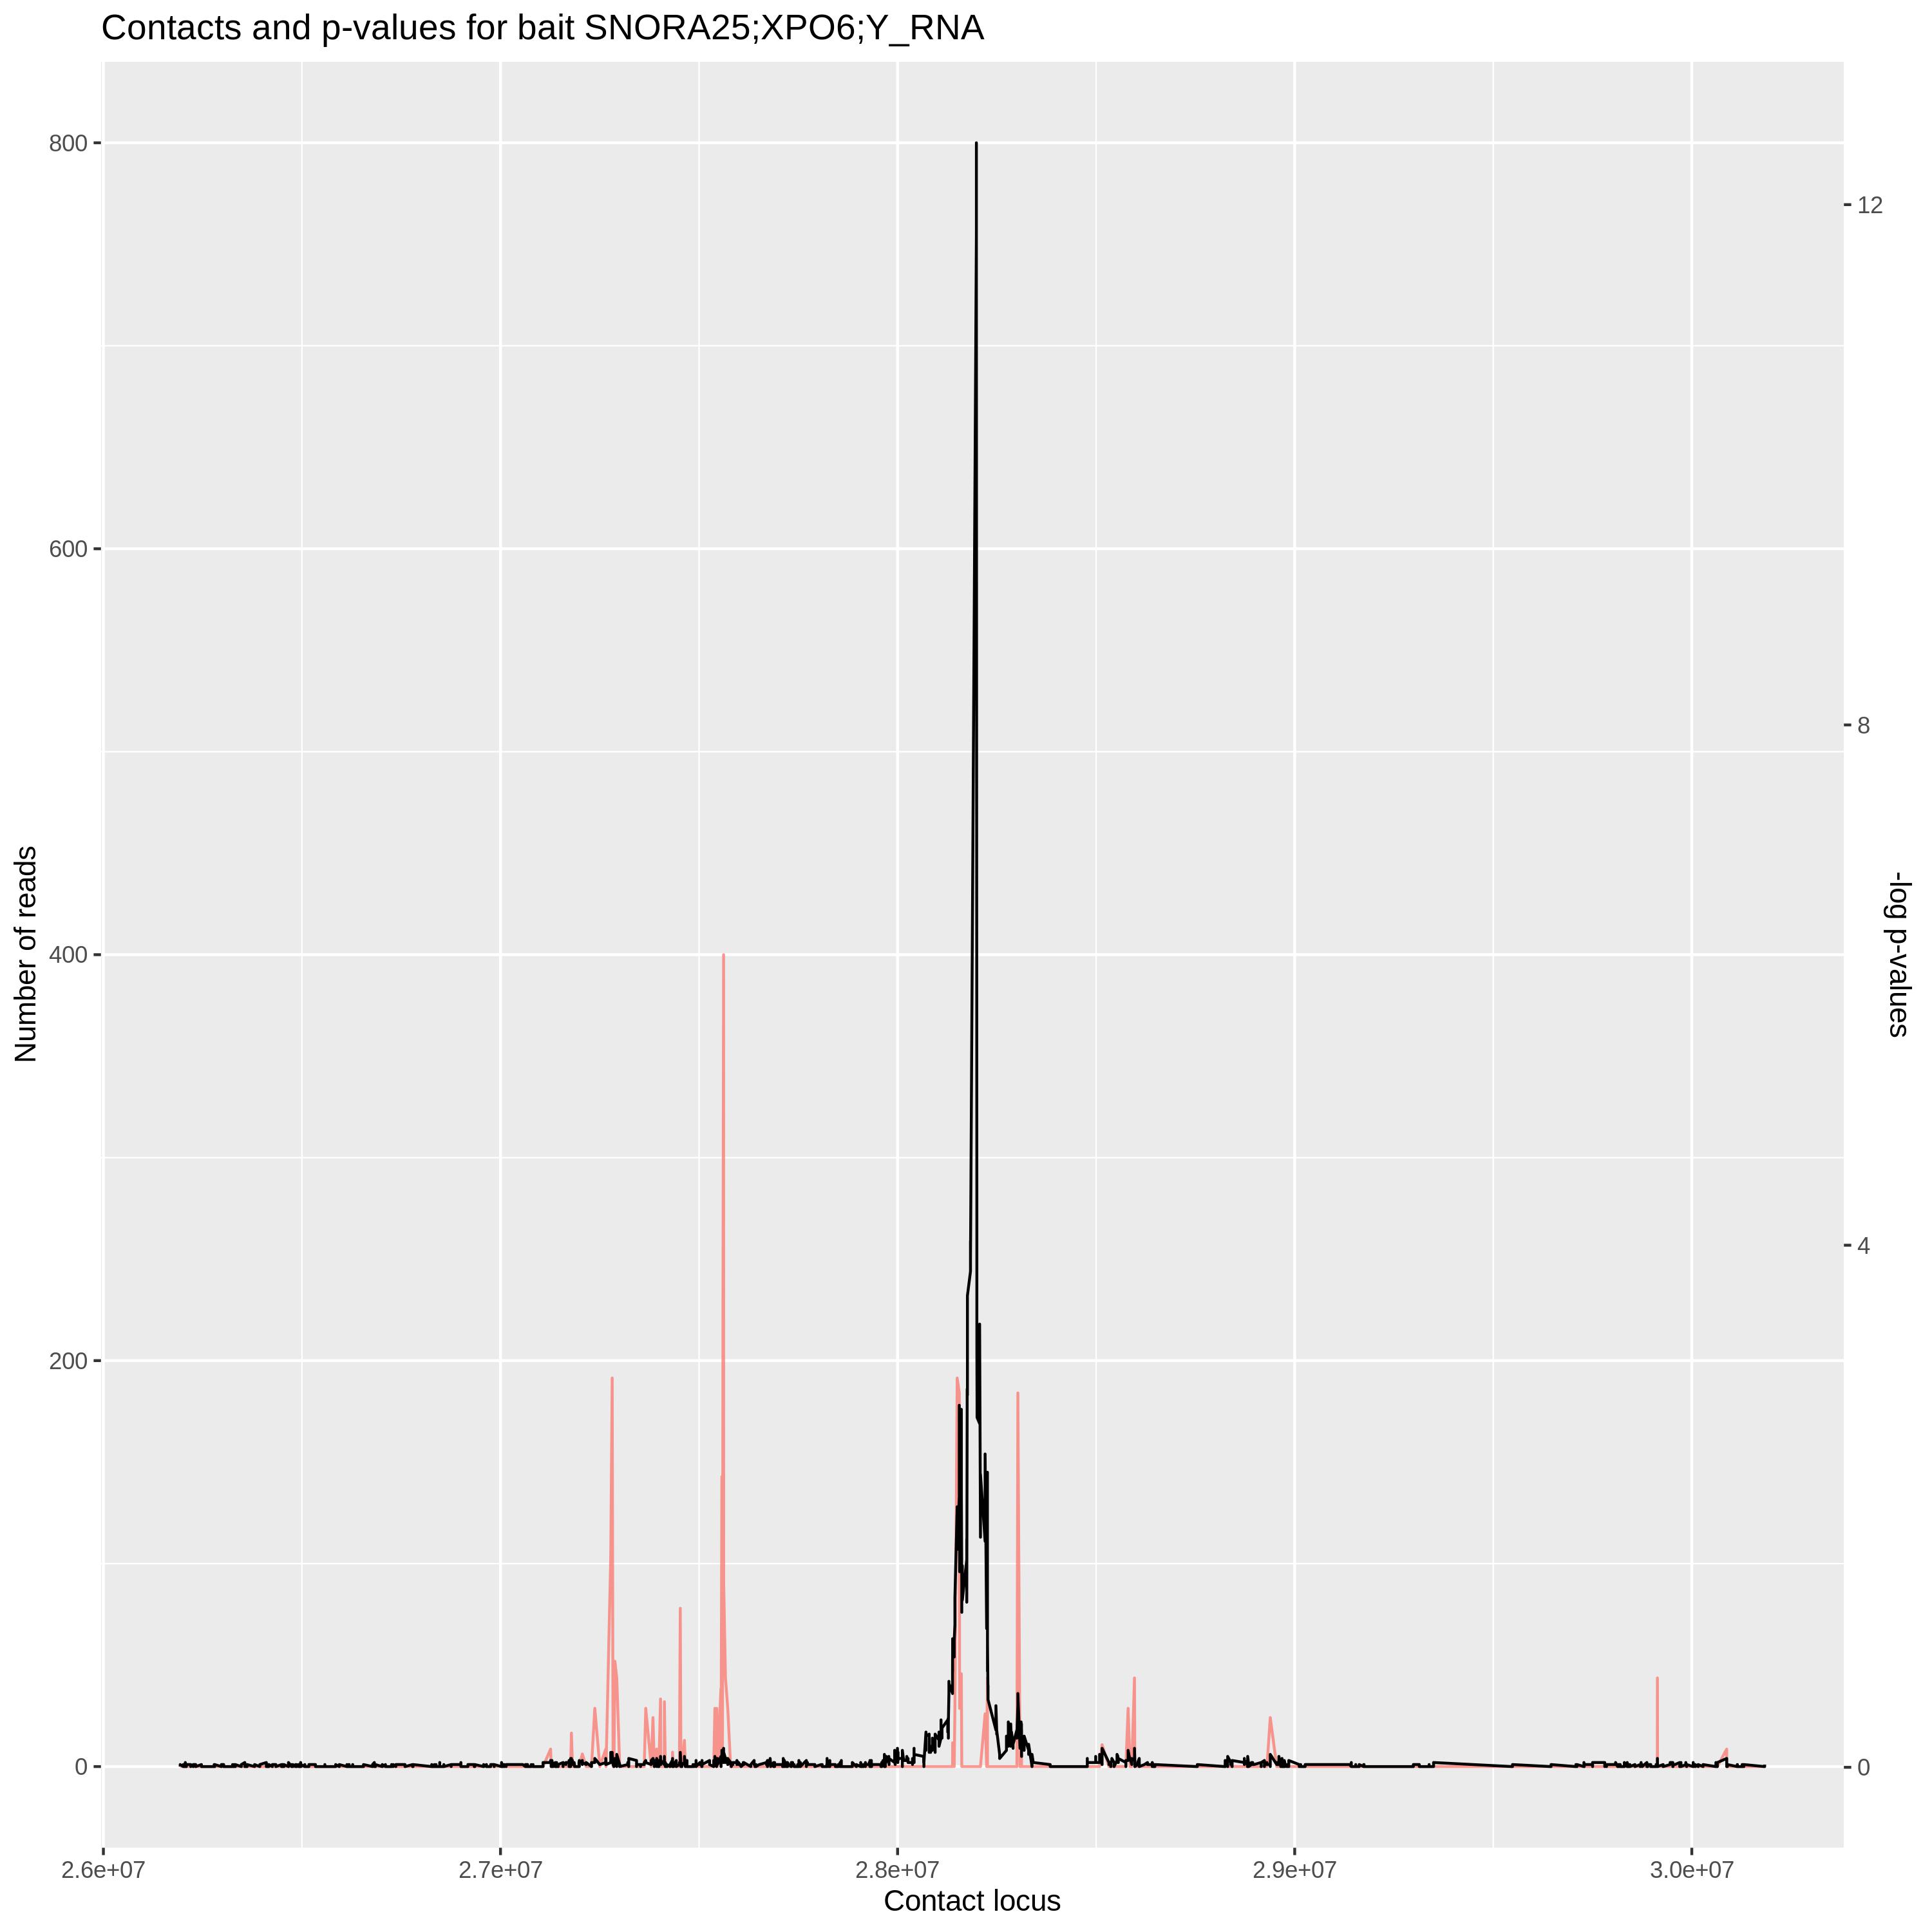 Contacts and p-values for bait SNORA25;XPO6;Y_RNA
800
600
400
200
0
Number of reads
12
8
4
0
-log p-values
2.6e+07
2.7e+07
2.8e+07
2.9e+07
3.0e+07
Contact locus